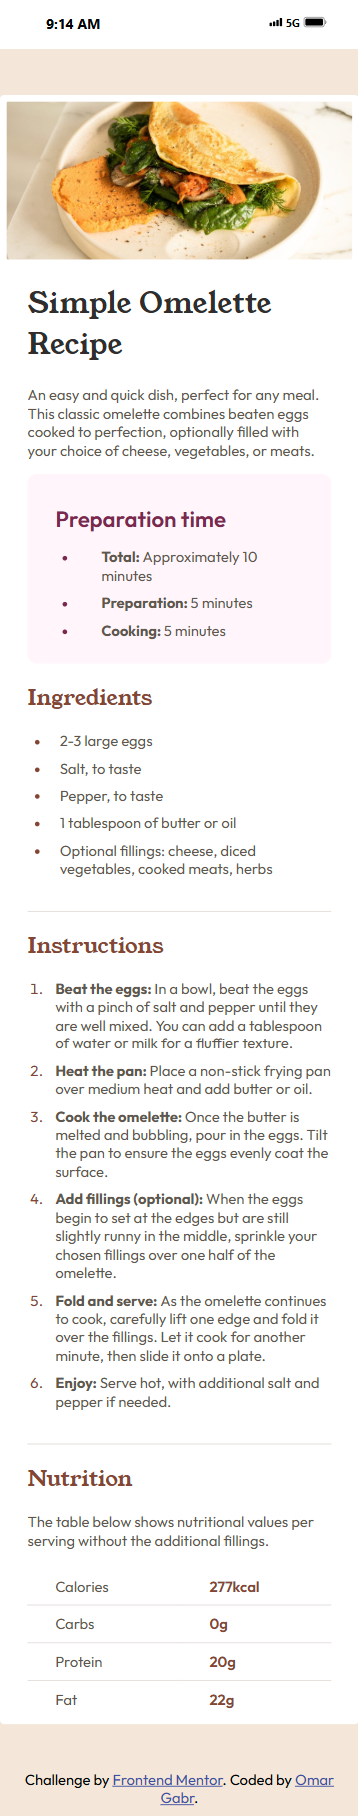 9:14 AM
5G
Simple Omelette
Recipe
An easy and quick dish, perfect for any meal.
This classic omelette combines beaten eggs
cooked to perfection, optionally filled with
your choice of cheese, vegetables, or meats.
Preparation time
• Total: Approximately 10
minutes
• Preparation: 5 minutes
• Cooking: 5 minutes
Ingredients
• 2-3 large eggs
• Salt, to taste
• Pepper, to taste
• 1 tablespoon of butter or oil
• Optional fillings: cheese, diced
vegetables, cooked meats, herbs
Instructions
1. Beat the eggs: In a bowl, beat the eggs
with a pinch of salt and pepper until they
are well mixed. You can add a tablespoon
of water or milk for a fluffier texture.
2. Heat the pan: Place a non-stick frying pan
over medium heat and add butter or oil.
3. Cook the omelette: Once the butter is
melted and bubbling, pour in the eggs. Tilt
the pan to ensure the eggs evenly coat the
surface.
4. Add fillings (optional): When the eggs
begin to set at the edges but are still
slightly runny in the middle, sprinkle your
chosen fillings over one half of the
omelette.
5. Fold and serve: As the omelette continues
to cook, carefully lift one edge and fold it
over the fillings. Let it cook for another
minute, then slide it onto a plate.
6. Enjoy: Serve hot, with additional salt and
pepper if needed.
Nutrition
The table below shows nutritional values per
serving without the additional fillings.
Calories 277kcal
Carbs 0g
Protein 20g
Fat 22g
Challenge by Frontend Mentor. Coded by Omar
Gabr.